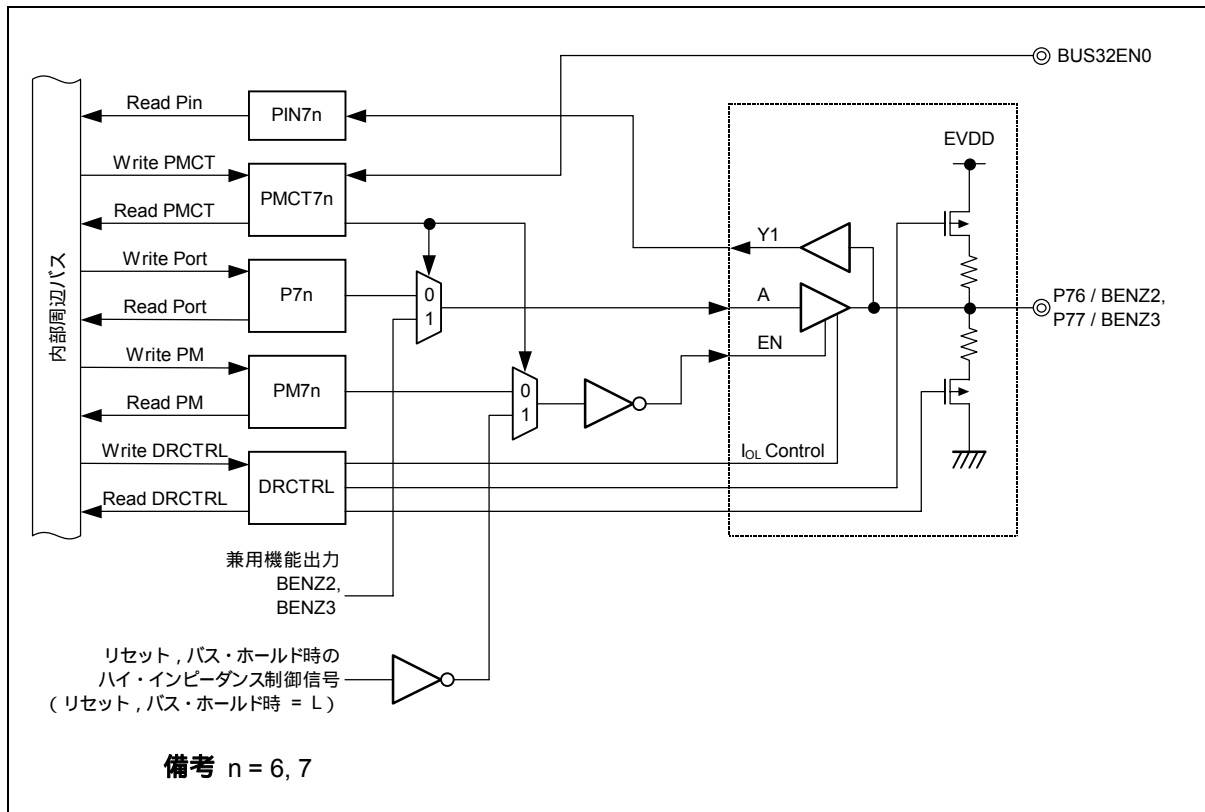 BUS32EN0
内部周辺バス
Read Pin
PIN7n
Write PMCT
PMCT7n
Read PMCT
EVDD
Y1
Write Port
P7n
Read Port
0
1
A
P76 / BENZ2,
P77 / BENZ3
EN
Write PM
PM7n
Read PM
0
1
Write DRCTRL
DRCTRL
Read DRCTRL
IOL Control
兼用機能出力
BENZ2,
BENZ3
リセット , バス・ホールド時の
ハイ・インピーダンス制御信号
( リセット , バス・ホールド時 = L )
備考 n = 6, 7